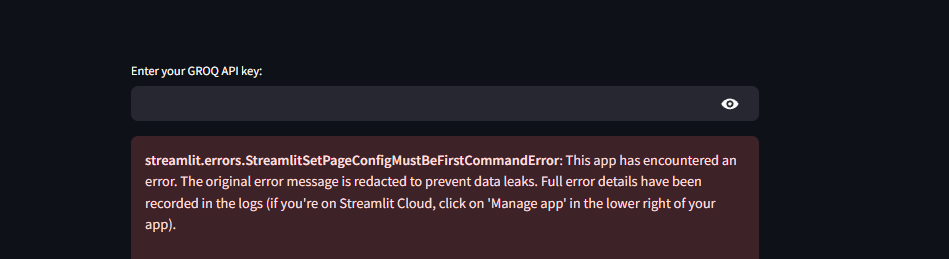 Enter your GROQ API key:
streamlit.errors.StreamlitSetPageConfigMustBeFirstCommandError: This app has encountered an
error. The original error message is redacted to prevent data leaks. Full error details have been
recorded in the logs (if you're on Streamlit Cloud, click on 'Manage app' in the lower right of your
app).